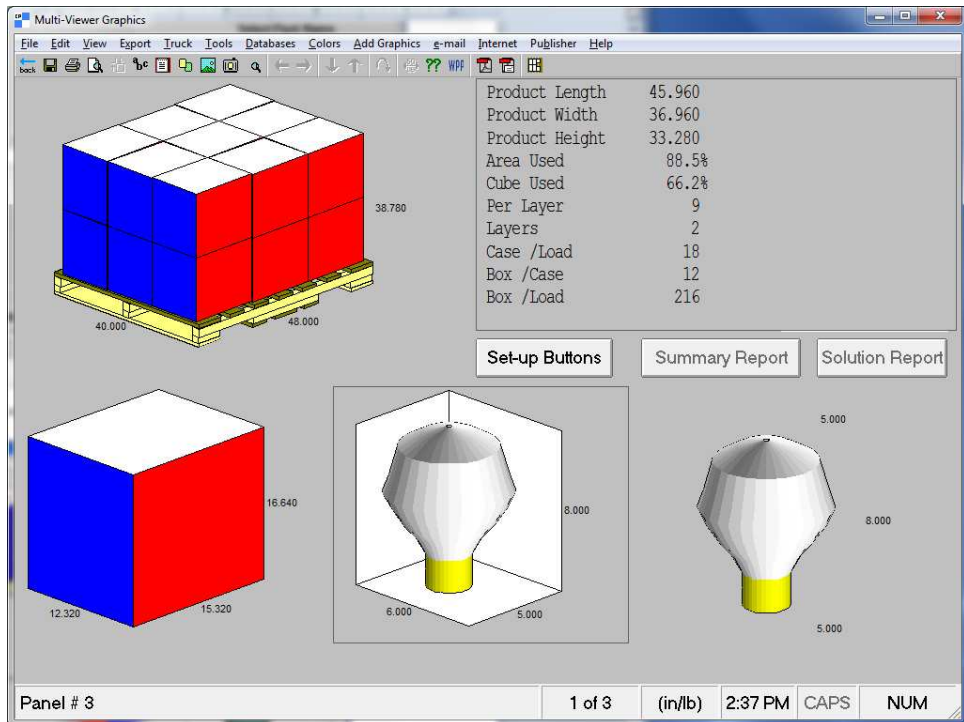 Multi-Viewer Graphics
File Edit View Export Truck Tools Databases Colors Add Graphics e-mail Internet Publisher Help
back abc ?? WPF
Product Length 45.960
Product Width 36.960
Product Height 33.280
Area Used 88.5%
Cube Used 66.2%
Per Layer 9
Layers 2
Case /Load 18
Box /Case 12
Box /Load 216
38.780
40.000
48.000
Set-up Buttons Summary Report Solution Report
16.640
12.320
15.320
8.000
6.000
5.000
5.000
8.000
5.000
Panel # 3 1 of 3 (in/lb) 2:37 PM CAPS NUM